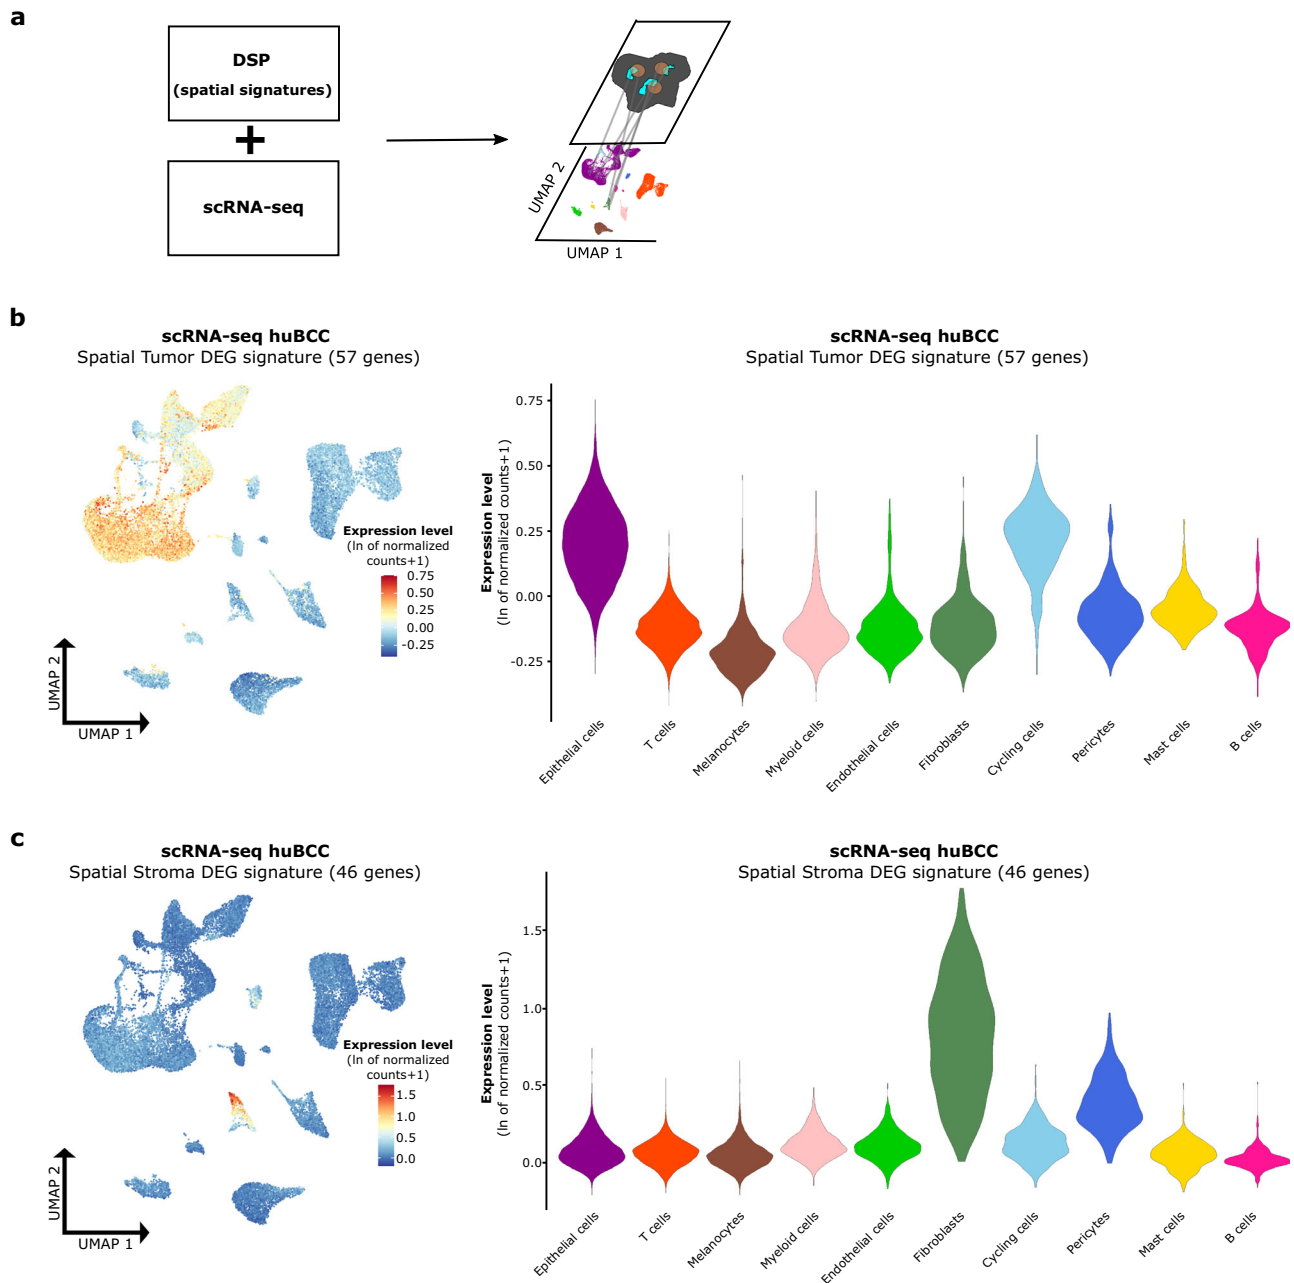 a
DSP
(spatial signatures)
+
scRNA-seq
UMAP 2
UMAP 1
b
scRNA-seq huBCC
Spatial Tumor DEG signature (57 genes)
Expression level
(ln of normalized
counts+1)
0.75
0.50
0.25
0.00
-0.25
UMAP 2
UMAP 1
scRNA-seq huBCC
Spatial Tumor DEG signature (57 genes)
Expression level
(ln of normalized counts+1)
0.75
0.50
0.25
0.00
-0.25
Epithelial cells
T cells
Melanocytes
Myeloid cells
Endothelial cells
Fibroblasts
Cycling cells
Pericytes
Mast cells
B cells
c
scRNA-seq huBCC
Spatial Stroma DEG signature (46 genes)
Expression level
(ln of normalized
counts+1)
1.5
1.0
0.5
0.0
UMAP 2
UMAP 1
scRNA-seq huBCC
Spatial Stroma DEG signature (46 genes)
Expression level
(ln of normalized counts+1)
1.5
1.0
0.5
0.0
Epithelial cells
T cells
Melanocytes
Myeloid cells
Endothelial cells
Fibroblasts
Cycling cells
Pericytes
Mast cells
B cells